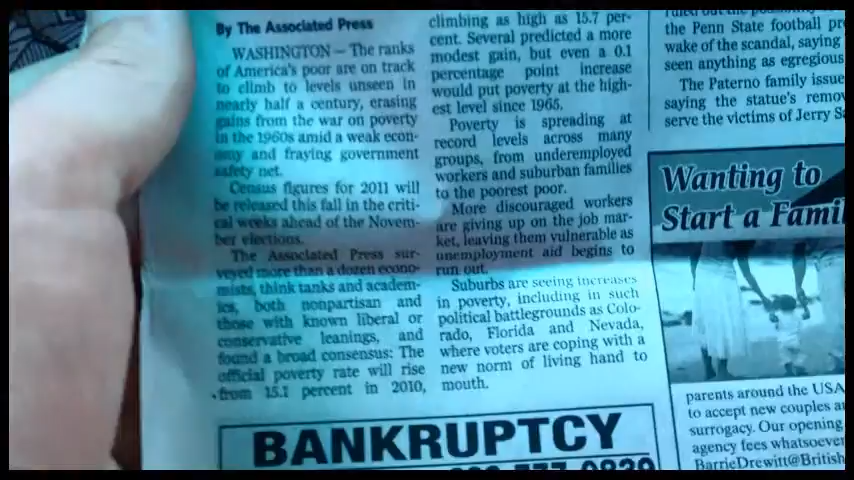 By The Associated Press
WASHINGTON — The ranks
of America's poor are on track
to climb to levels unseen in
nearly half a century, erasing
gains from the war on poverty
in the 1960s amid a weak econ-
omy and fraying government
safety net.
Census figures for 2011 will
be released this fall in the criti-
cal weeks ahead of the Novem-
ber elections.
The Associated Press sur-
veyed more than a dozen econo-
mists, think tanks and academ-
ics, both nonpartisan and
those with known liberal or
conservative leanings, and
found a broad consensus: The
official poverty rate will rise
from 15.1 percent in 2010,
climbing as high as 15.7 per-
cent. Several predicted a more
modest gain, but even a 0.1
percentage point increase
would put poverty at the high-
est level since 1965.
Poverty is spreading at
record levels across many
groups, from underemployed
workers and suburban families
to the poorest poor.
More discouraged workers
are giving up on the job mar-
ket, leaving them vulnerable as
unemployment aid begins to
run out.
Suburbs are seeing increases
in poverty, including in such
political battlegrounds as Colo-
rado, Florida and Nevada,
where voters are coping with a
new norm of living hand to
mouth.
BANKRUPTCY
the Penn State football
wake of the scandal, saying
seen anything as egregious
The Paterno family issue
saying the statue's
serve the victims of Jerry
Wanting to
Start a
parents around the USA
to accept new couples
surrogacy. Our opening
agency fees whatsoever
BarrieDrewitt@British